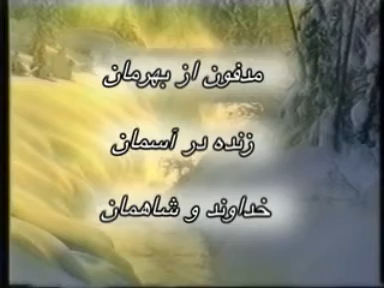 مدفون از بهرمان
زنده در آسمان
خداوند و شاهمان